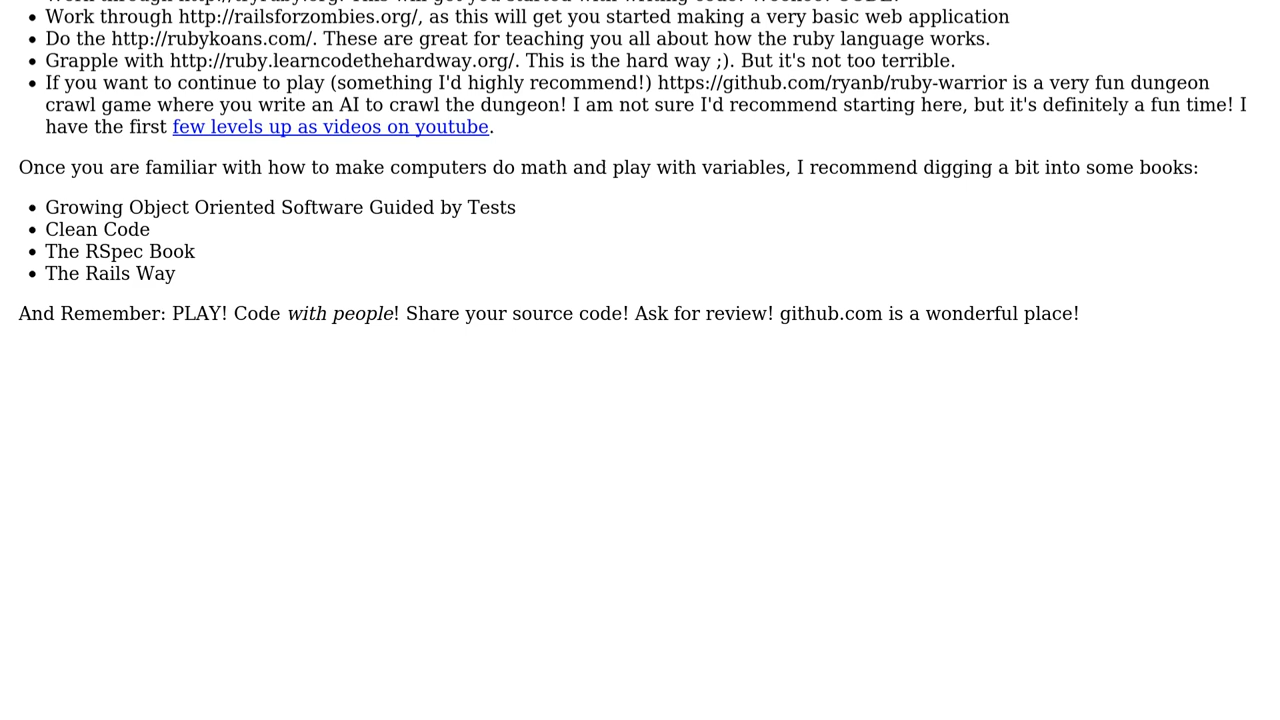 Work through http://railsforzombies.org/, as this will get you started making a very basic web application
Do the http://rubykoans.com/. These are great for teaching you all about how the ruby language works.
Grapple with http://ruby.learncodethehardway.org/. This is the hard way ;). But it's not too terrible.
If you want to continue to play (something I'd highly recommend!) https://github.com/ryanb/ruby-warrior is a very fun dungeon
crawl game where you write an AI to crawl the dungeon! I am not sure I'd recommend starting here, but it's definitely a fun time! I
have the first few levels up as videos on youtube.
Once you are familiar with how to make computers do math and play with variables, I recommend digging a bit into some books:
Growing Object Oriented Software Guided by Tests
Clean Code
The RSpec Book
The Rails Way
And Remember: PLAY! Code with people! Share your source code! Ask for review! github.com is a wonderful place!